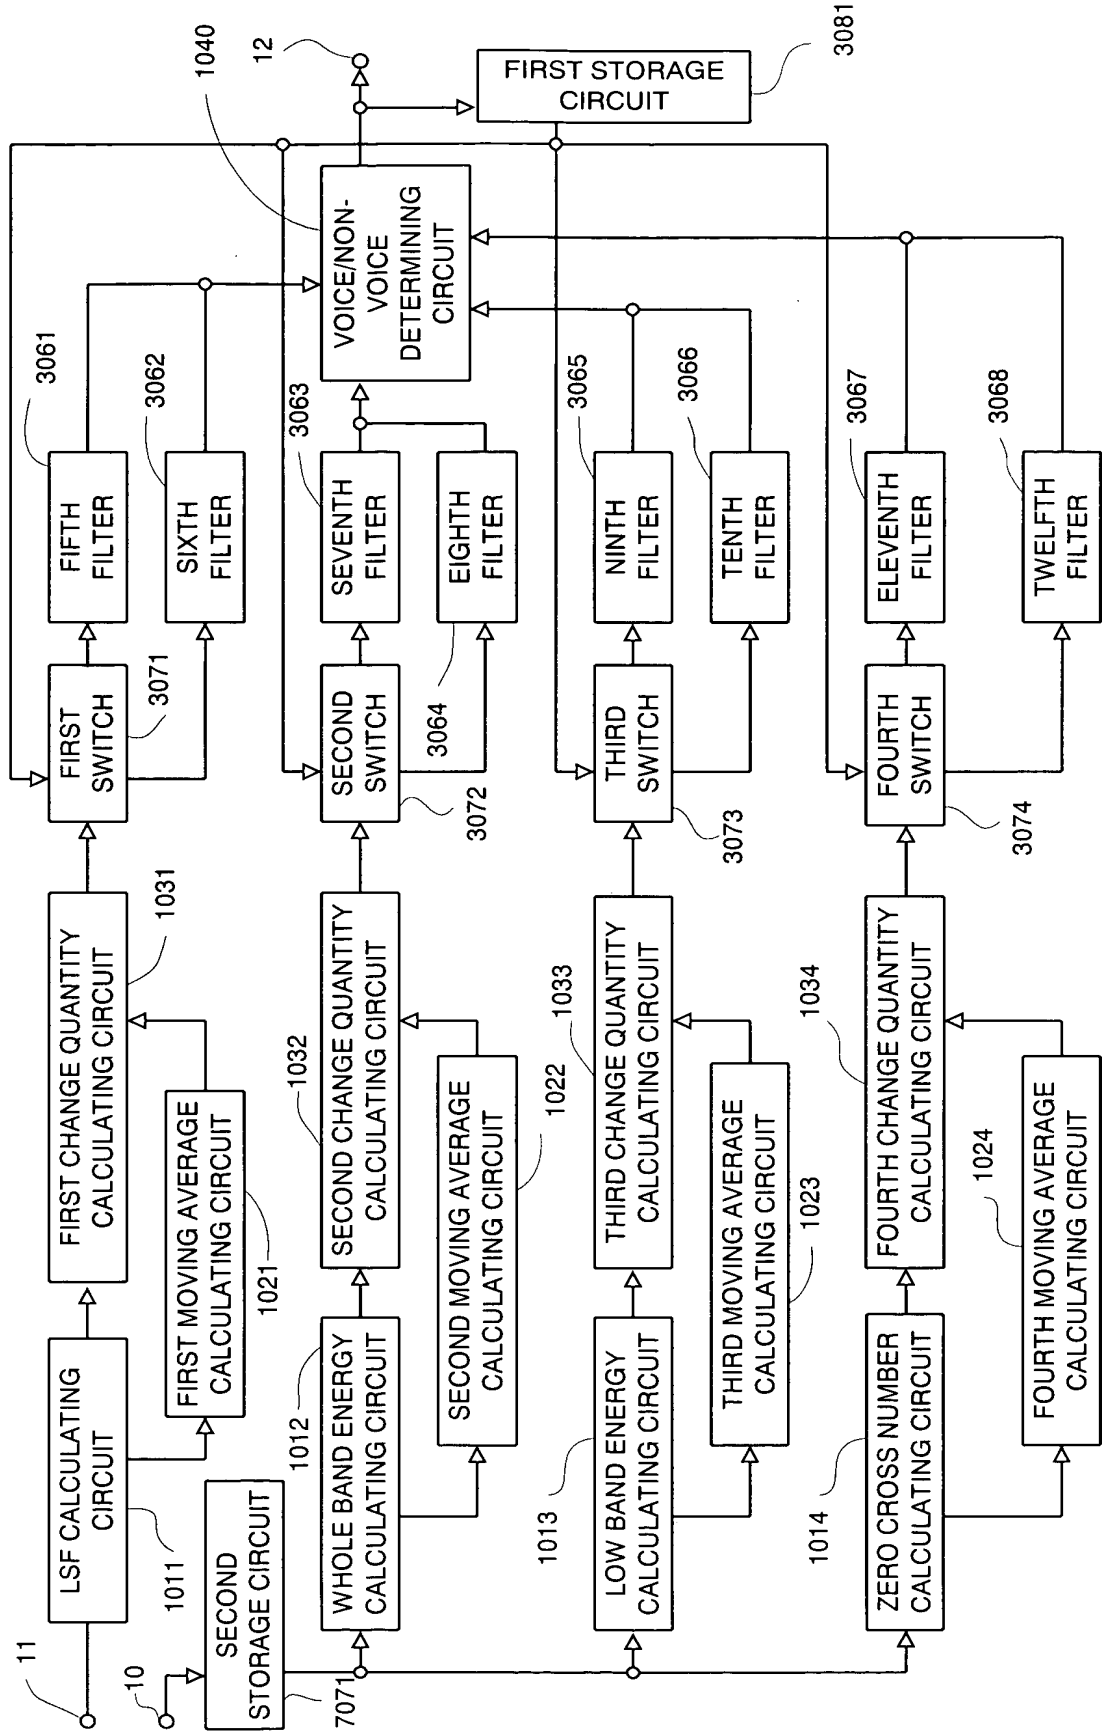 11
LSF CALCULATING
CIRCUIT
1011
FIRST CHANGE QUANTITY
CALCULATING CIRCUIT
1031
FIRST MOVING AVERAGE
CALCULATING CIRCUIT
1021
FIRST
SWITCH
3071
FIFTH
FILTER
3061
SIXTH
FILTER
3062
10
SECOND
STORAGE CIRCUIT
7071
WHOLE BAND ENERGY
CALCULATING CIRCUIT
1012
SECOND CHANGE QUANTITY
CALCULATING CIRCUIT
1032
SECOND MOVING AVERAGE
CALCULATING CIRCUIT
1022
SECOND
SWITCH
3072
SEVENTH
FILTER
3063
EIGHTH
FILTER
3064
VOICE/NON-
VOICE
DETERMINING
CIRCUIT
1040
12
FIRST STORAGE
CIRCUIT
3081
LOW BAND ENERGY
CALCULATING CIRCUIT
1013
THIRD CHANGE QUANTITY
CALCULATING CIRCUIT
1033
THIRD MOVING AVERAGE
CALCULATING CIRCUIT
1023
THIRD
SWITCH
3073
NINTH
FILTER
3065
TENTH
FILTER
3066
ZERO CROSS NUMBER
CALCULATING CIRCUIT
1014
FOURTH CHANGE QUANTITY
CALCULATING CIRCUIT
1034
FOURTH MOVING AVERAGE
CALCULATING CIRCUIT
1024
FOURTH
SWITCH
3074
ELEVENTH
FILTER
3067
TWELFTH
FILTER
3068